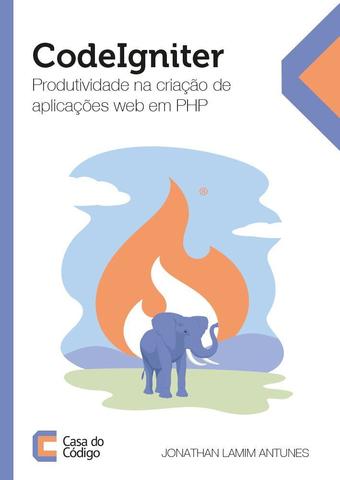 CodeIgniter
Produtividade na criação de
aplicações web em PHP
®
Casa do
Código
JONATHAN LAMIM ANTUNES